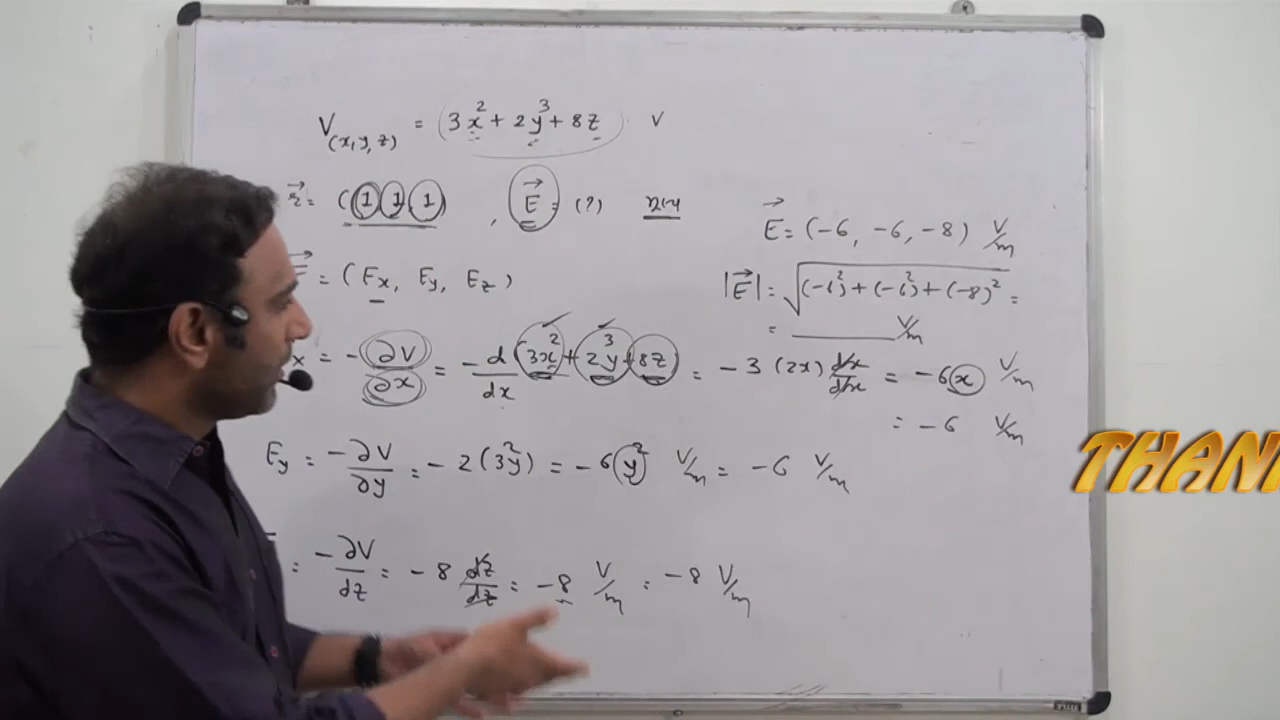 V(x,y,z) = (3x² + 2y³ + 8z) V
r⃗ = (1, 1, 1) , E⃗ = (?)
= (Ex, Ey, Ez)
E⃗ = (-6, -6, -8) V/m
|E⃗| = √(-6)² + (-6)² + (-8)² =
= ______ V/m
x = -∂V/∂x = -d/dx (3x² + 2y³ + 8z) = -3 (2x) dx/dx = -6x V/m
= -6 V/m
Ey = -∂V/∂y = -2 (3y²) = -6y² V/m = -6 V/m
= -∂V/dz = -8 dz/dz = -8 V/m = -8 V/m
THAN